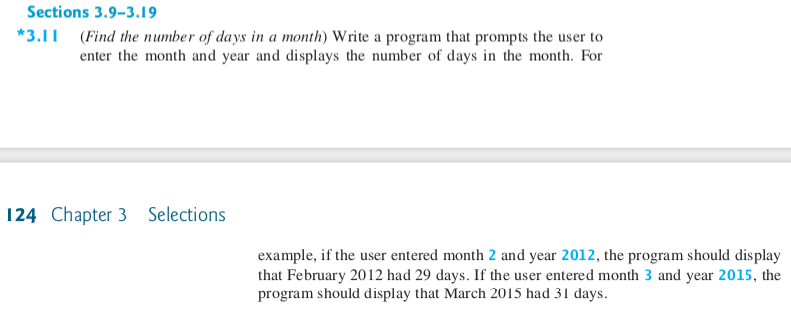 Sections 3.9–3.19
*3.11 (Find the number of days in a month) Write a program that prompts the user to
enter the month and year and displays the number of days in the month. For
124 Chapter 3 Selections
example, if the user entered month 2 and year 2012, the program should display
that February 2012 had 29 days. If the user entered month 3 and year 2015, the
program should display that March 2015 had 31 days.